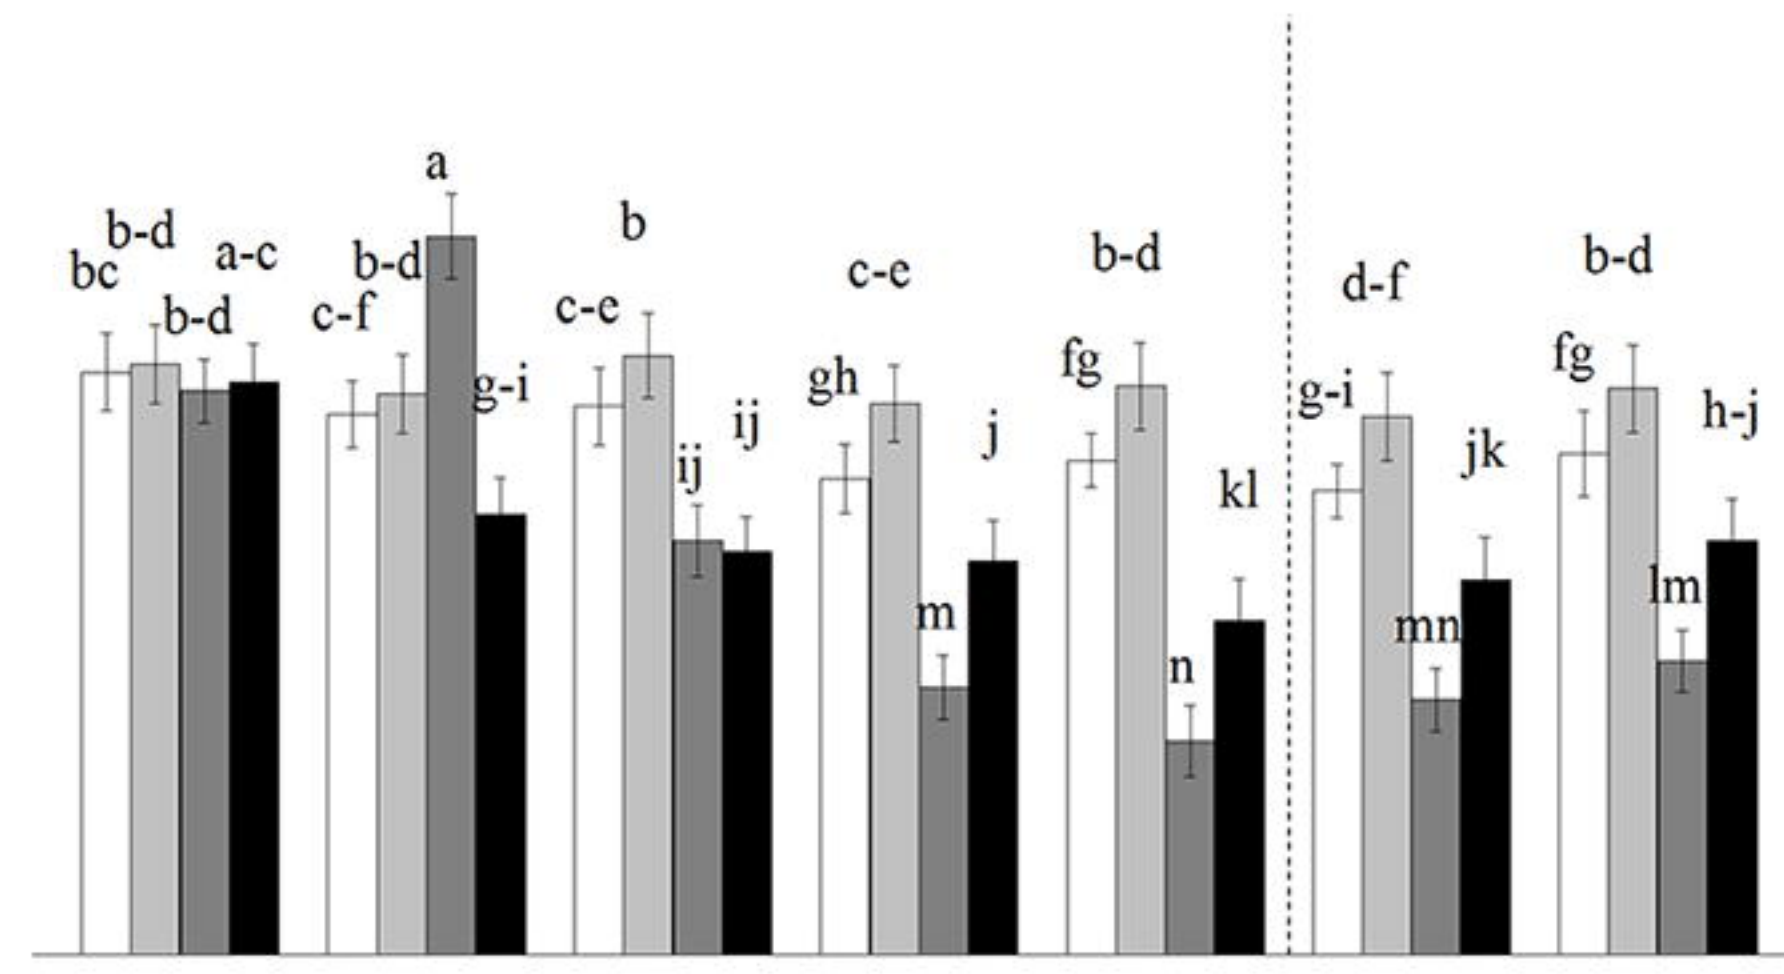 bc
b-d
b-d
a-c
c-f
b-d
a
g-i
c-e
b
ij
ij
gh
c-e
m
j
fg
b-d
n
kl
g-i
d-f
mn
jk
fg
b-d
lm
h-j